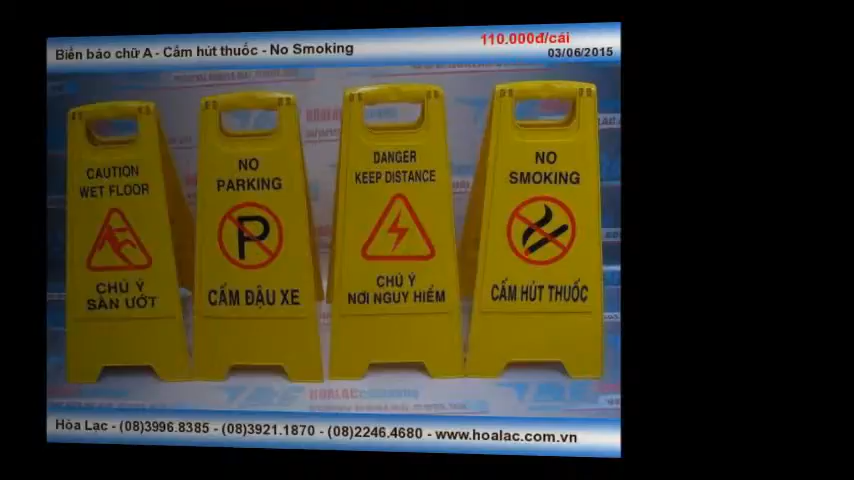 Biển báo chữ A - Cấm hút thuốc - No Smoking
110.000đ/cái
03/06/2015
CAUTION
WET FLOOR
CHÚ Ý
SÀN ƯỚT
NO
PARKING
P
CẤM ĐẬU XE
DANGER
KEEP DISTANCE
CHÚ Ý
NƠI NGUY HIỂM
NO
SMOKING
CẤM HÚT THUỐC
HOALAC
Hòa Lạc - (08)3996.8385 - (08)3921.1870 - (08)2246.4680 - www.hoalac.com.vn